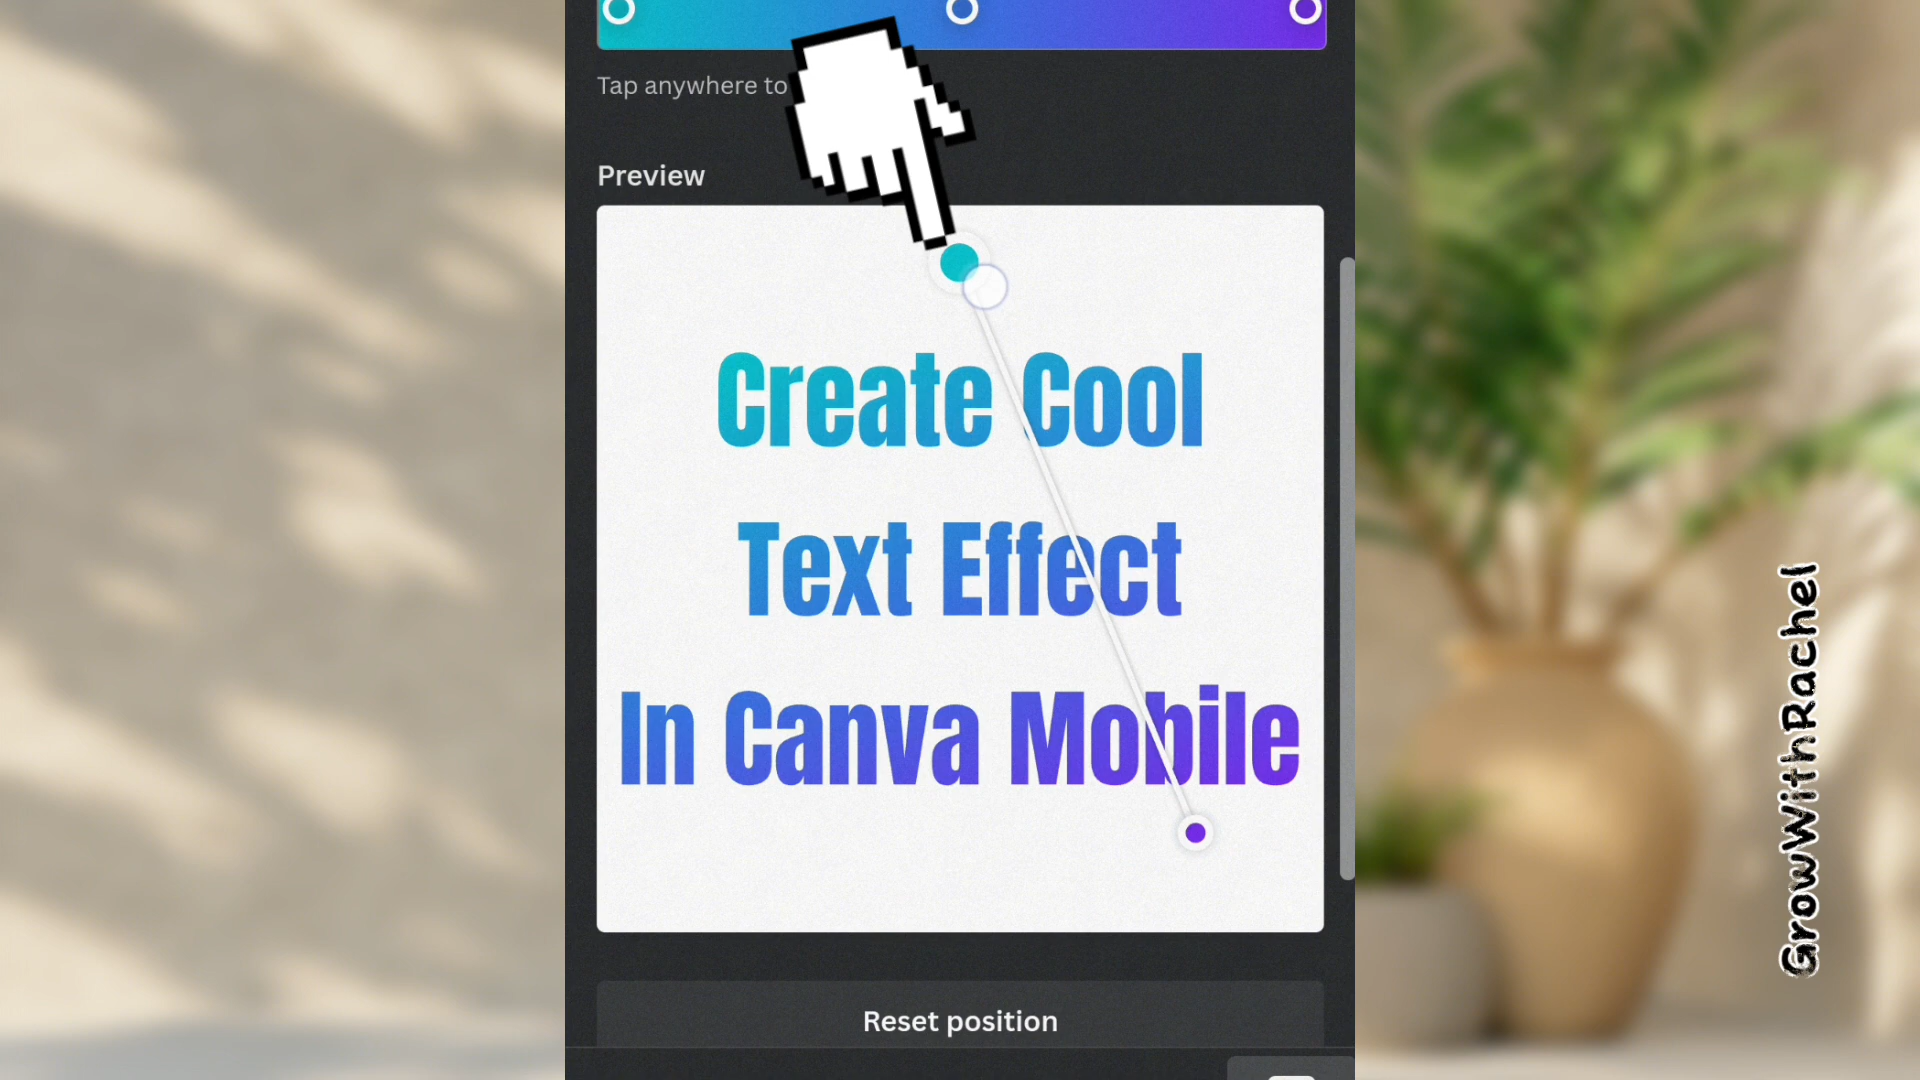 Tap anywhere to
Preview
Create Cool
Text Effect
In Canva Mobile
Reset position
GrowWithRachel